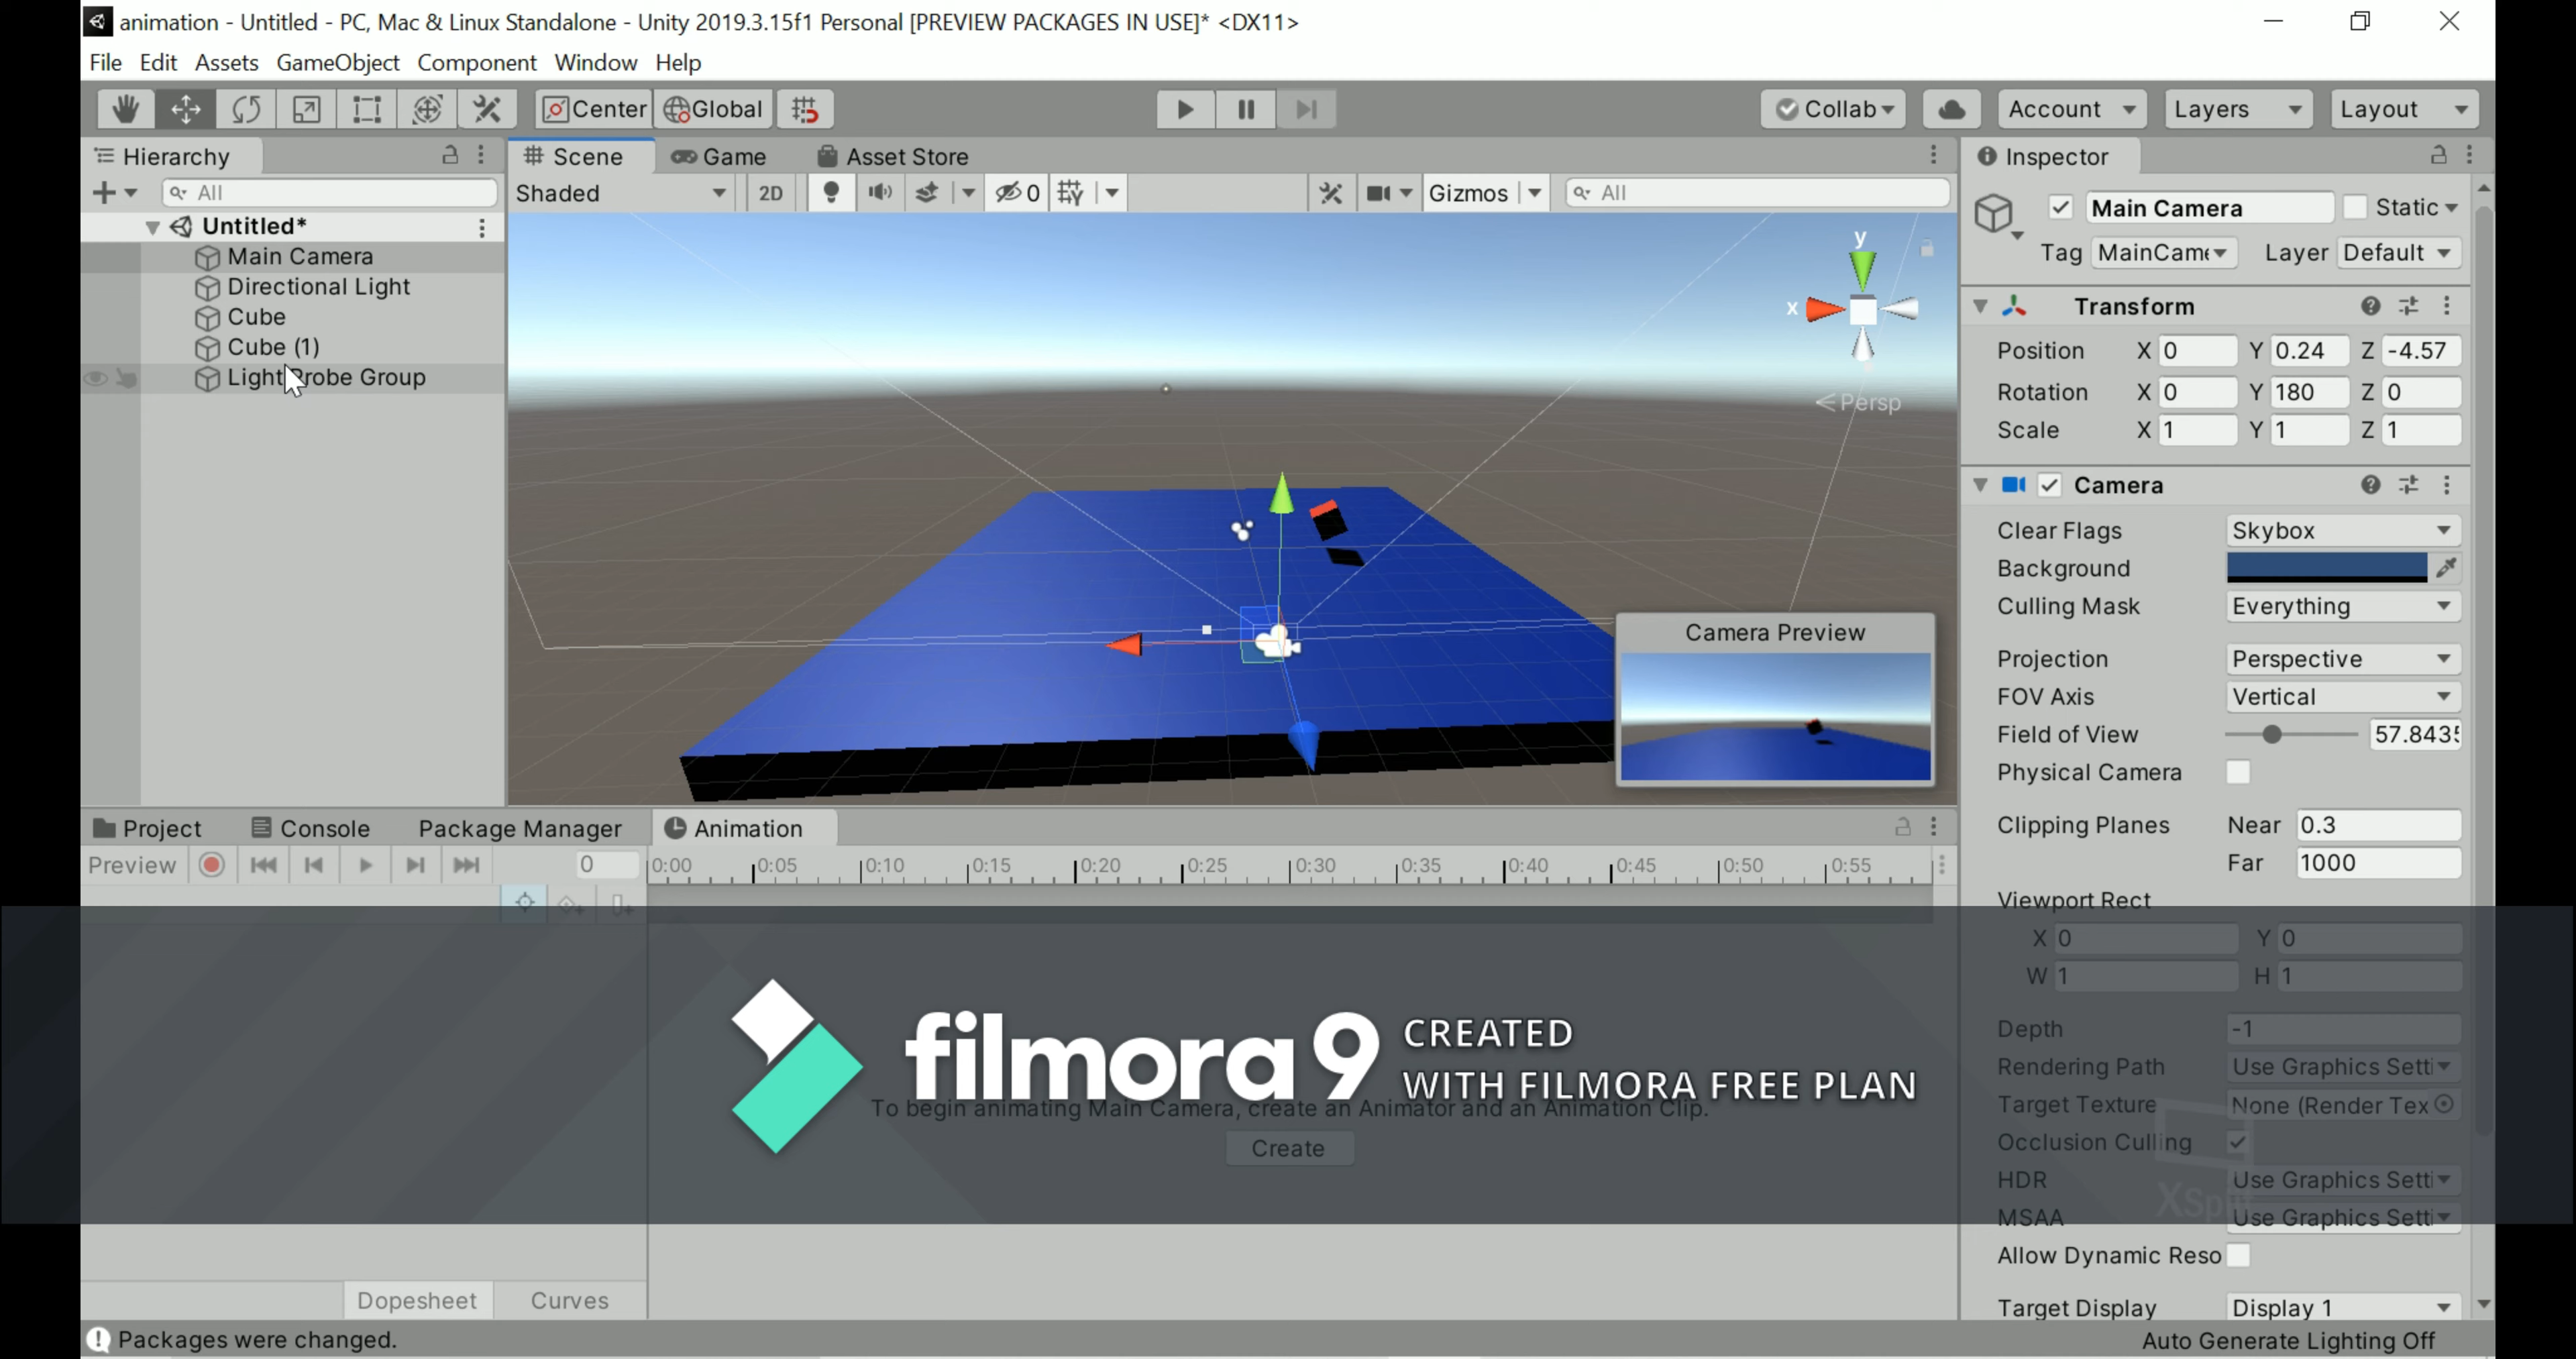 animation - Untitled - PC, Mac & Linux Standalone - Unity 2019.3.15f1 Personal [PREVIEW PACKAGES IN USE]* <DX11>
File Edit Assets GameObject Component Window Help
Center Global Collab Account Layers Layout
Hierarchy
All
Untitled*
Main Camera
Directional Light
Cube
Cube (1)
Light Probe Group
Scene Game Asset Store
Shaded 2D 0 Gizmos All
y
x
Persp
Camera Preview
Inspector
Main Camera Static
Tag MainCame Layer Default
Transform
Position X 0 Y 0.24 Z -4.57
Rotation X 0 Y 180 Z 0
Scale X 1 Y 1 Z 1
Camera
Clear Flags Skybox
Background
Culling Mask Everything
Projection Perspective
FOV Axis Vertical
Field of View 57.8435
Physical Camera
Clipping Planes Near 0.3
Far 1000
Viewport Rect
X 0 Y 0
W 1 H 1
Depth -1
Rendering Path Use Graphics Setti
Target Texture None (Render Tex
Occlusion Culling
HDR Use Graphics Setti
MSAA Use Graphics Setti
Allow Dynamic Reso
Target Display Display 1
Project Console Package Manager Animation
Preview 0 0:00 0:05 0:10 0:15 0:20 0:25 0:30 0:35 0:40 0:45 0:50 0:55
filmora9 CREATED
WITH FILMORA FREE PLAN
To begin animating Main Camera, create an Animator and an Animation Clip.
Create
XSplit
Dopesheet Curves
Packages were changed.
Auto Generate Lighting Off